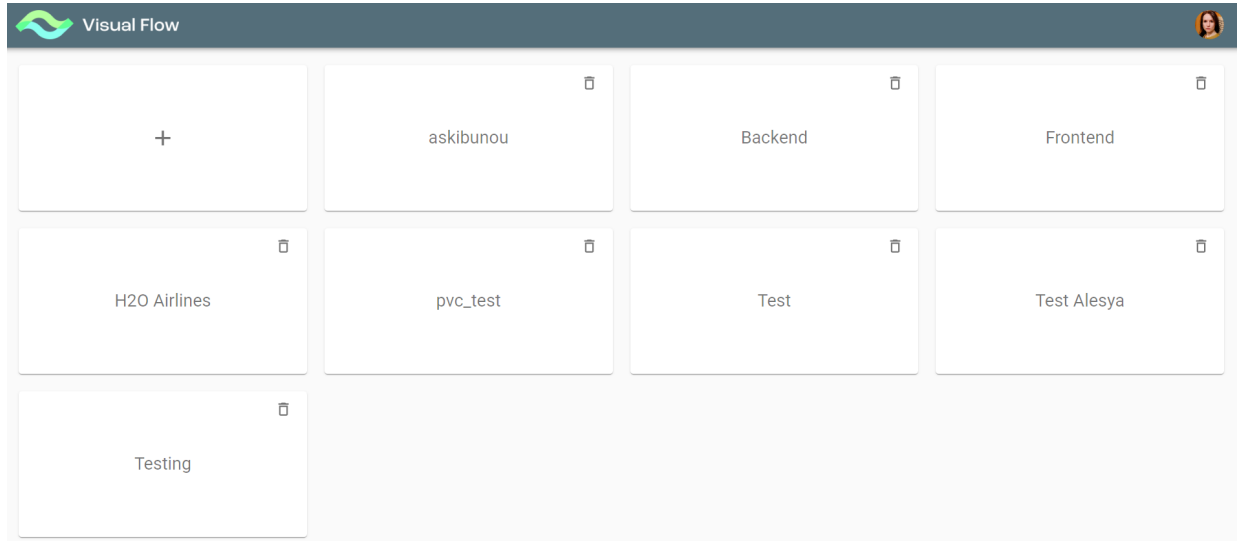 Visual Flow
+
askibunou
Backend
Frontend
H2O Airlines
pvc_test
Test
Test Alesya
Testing